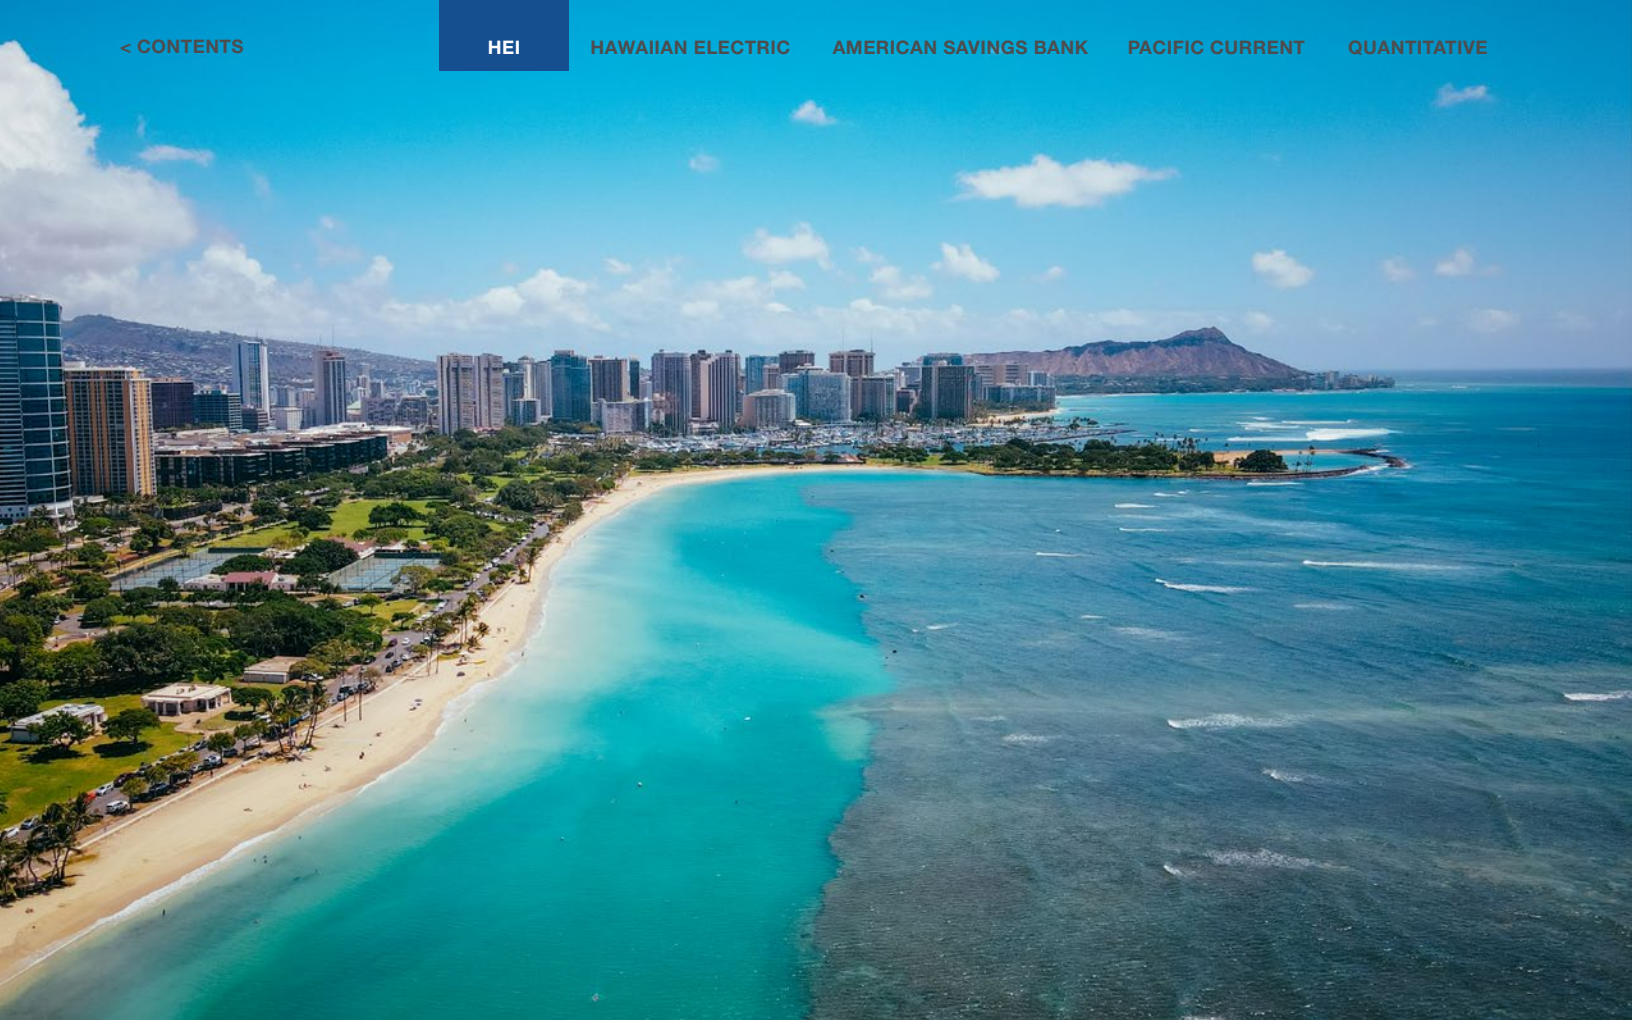 < CONTENTS
HEI
HAWAIIAN ELECTRIC
AMERICAN SAVINGS BANK
PACIFIC CURRENT
QUANTITATIVE